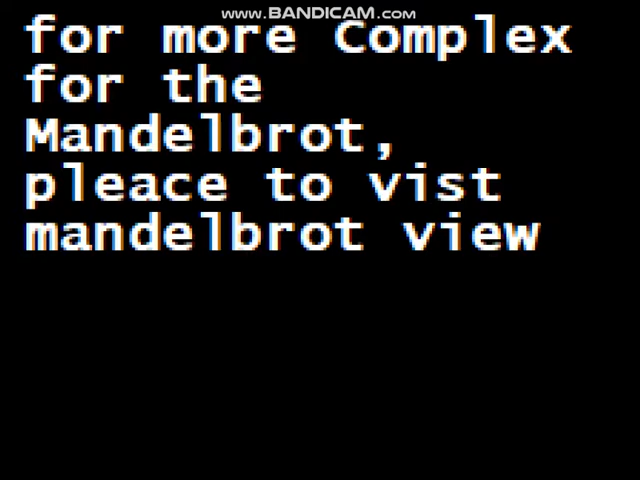 www.BANDICAM.com
for more Complex
for the
Mandelbrot,
pleace to vist
mandelbrot view